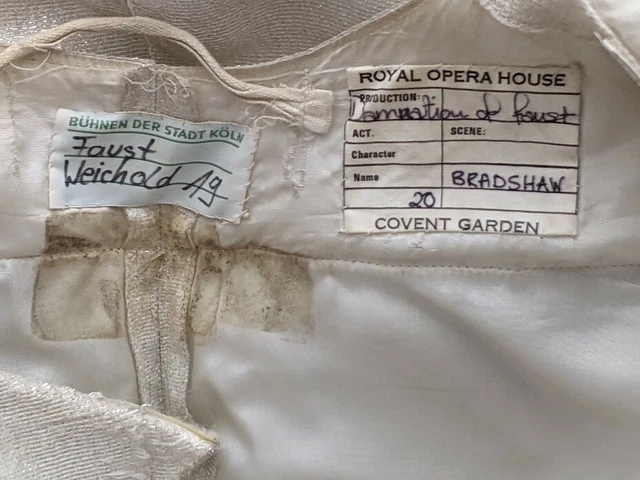 BÜHNEN DER STADT KÖLN
Faust
Weichold Ag
ROYAL OPERA HOUSE
PRODUCTION:
Damnation of Faust
ACT. SCENE:
Character
Name BRADSHAW
20
COVENT GARDEN